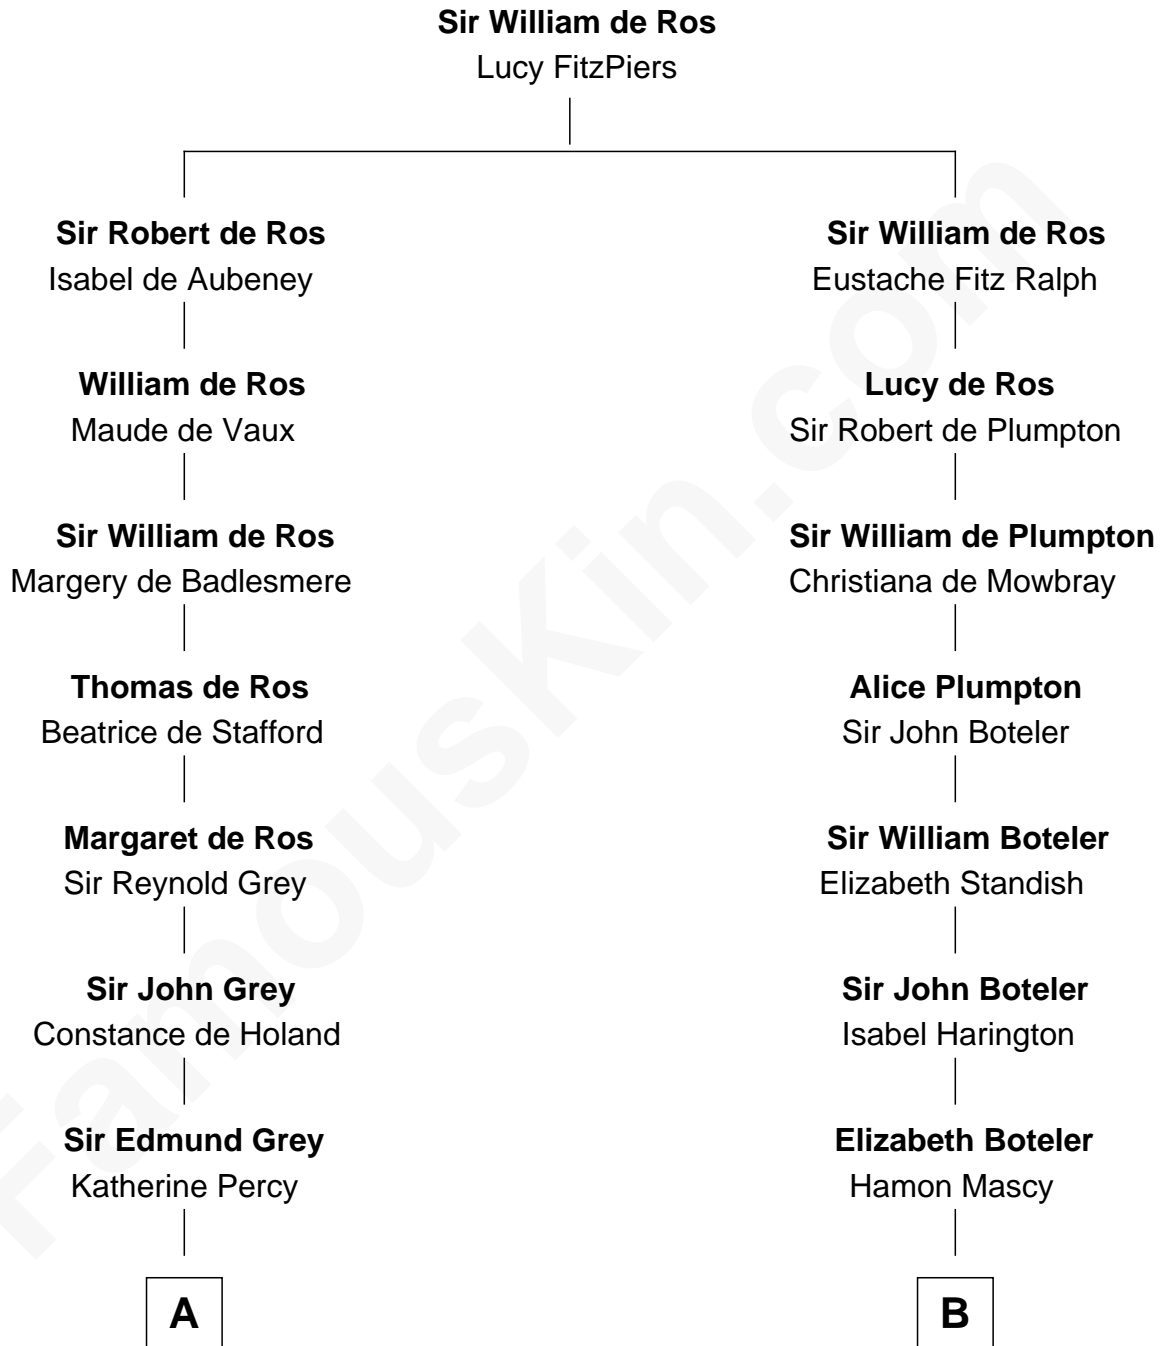 Sir William de Ros
Lucy FitzPiers
Sir Robert de Ros
Isabel de Aubeney
Sir William de Ros
Eustache Fitz Ralph
William de Ros
Maude de Vaux
Lucy de Ros
Sir Robert de Plumpton
Sir William de Ros
Margery de Badlesmere
Sir William de Plumpton
Christiana de Mowbray
Thomas de Ros
Beatrice de Stafford
Alice Plumpton
Sir John Boteler
Margaret de Ros
Sir Reynold Grey
Sir William Boteler
Elizabeth Standish
Sir John Grey
Constance de Holand
Sir John Boteler
Isabel Harington
Sir Edmund Grey
Katherine Percy
Elizabeth Boteler
Hamon Mascy
A
B
FamousKin.com